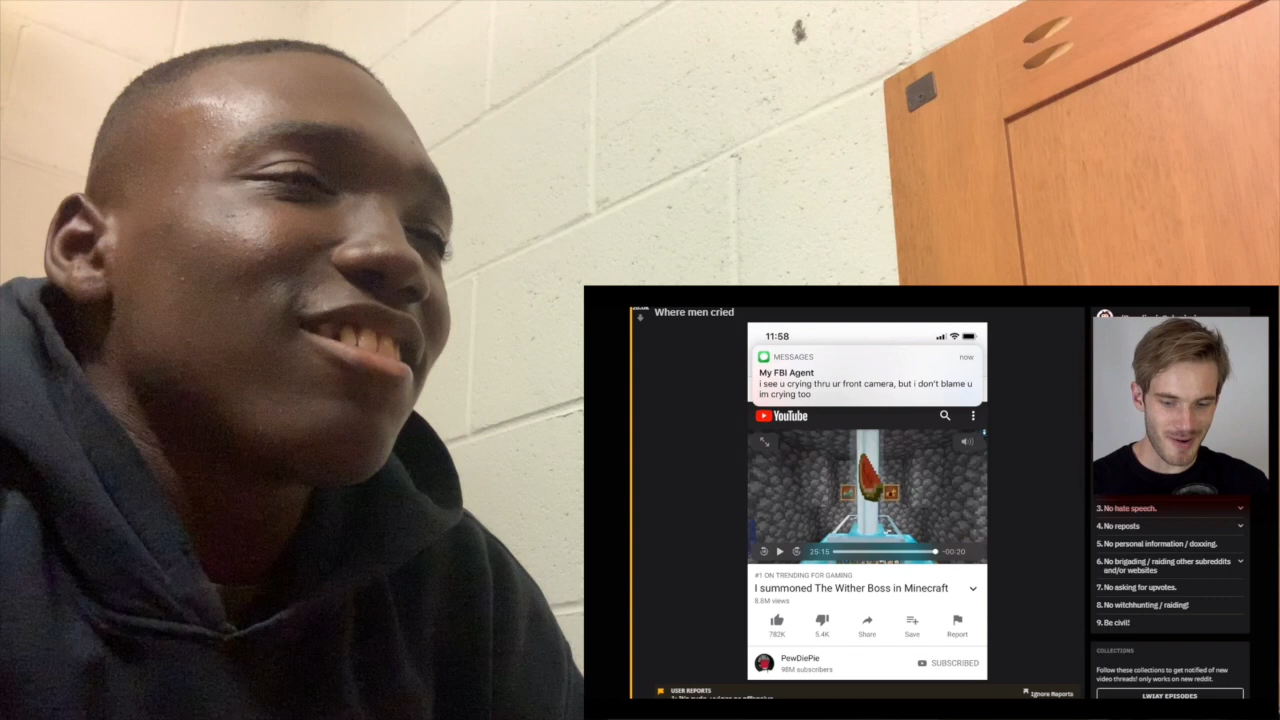 Where men cried
11:58
MESSAGES
now
My FBI Agent
i see u crying thru ur front camera, but i don't blame u
im crying too
YouTube
25:15
-00:20
#1 ON TRENDING FOR GAMING
I summoned The Wither Boss in Minecraft
8.8M views
782K
5.4K
Share
Save
Report
PewDiePie
98M subscribers
SUBSCRIBED
USER REPORTS
Ignore Reports
3. No hate speech.
4. No reposts
5. No personal information / doxxing.
6. No brigading / raiding other subreddits
and/or websites
7. No asking for upvotes.
8. No witchhunting / raiding!
9. Be civil!
COLLECTIONS
Follow these collections to get notified of new
video threads! only works on new reddit.
LWIAY EPISODES